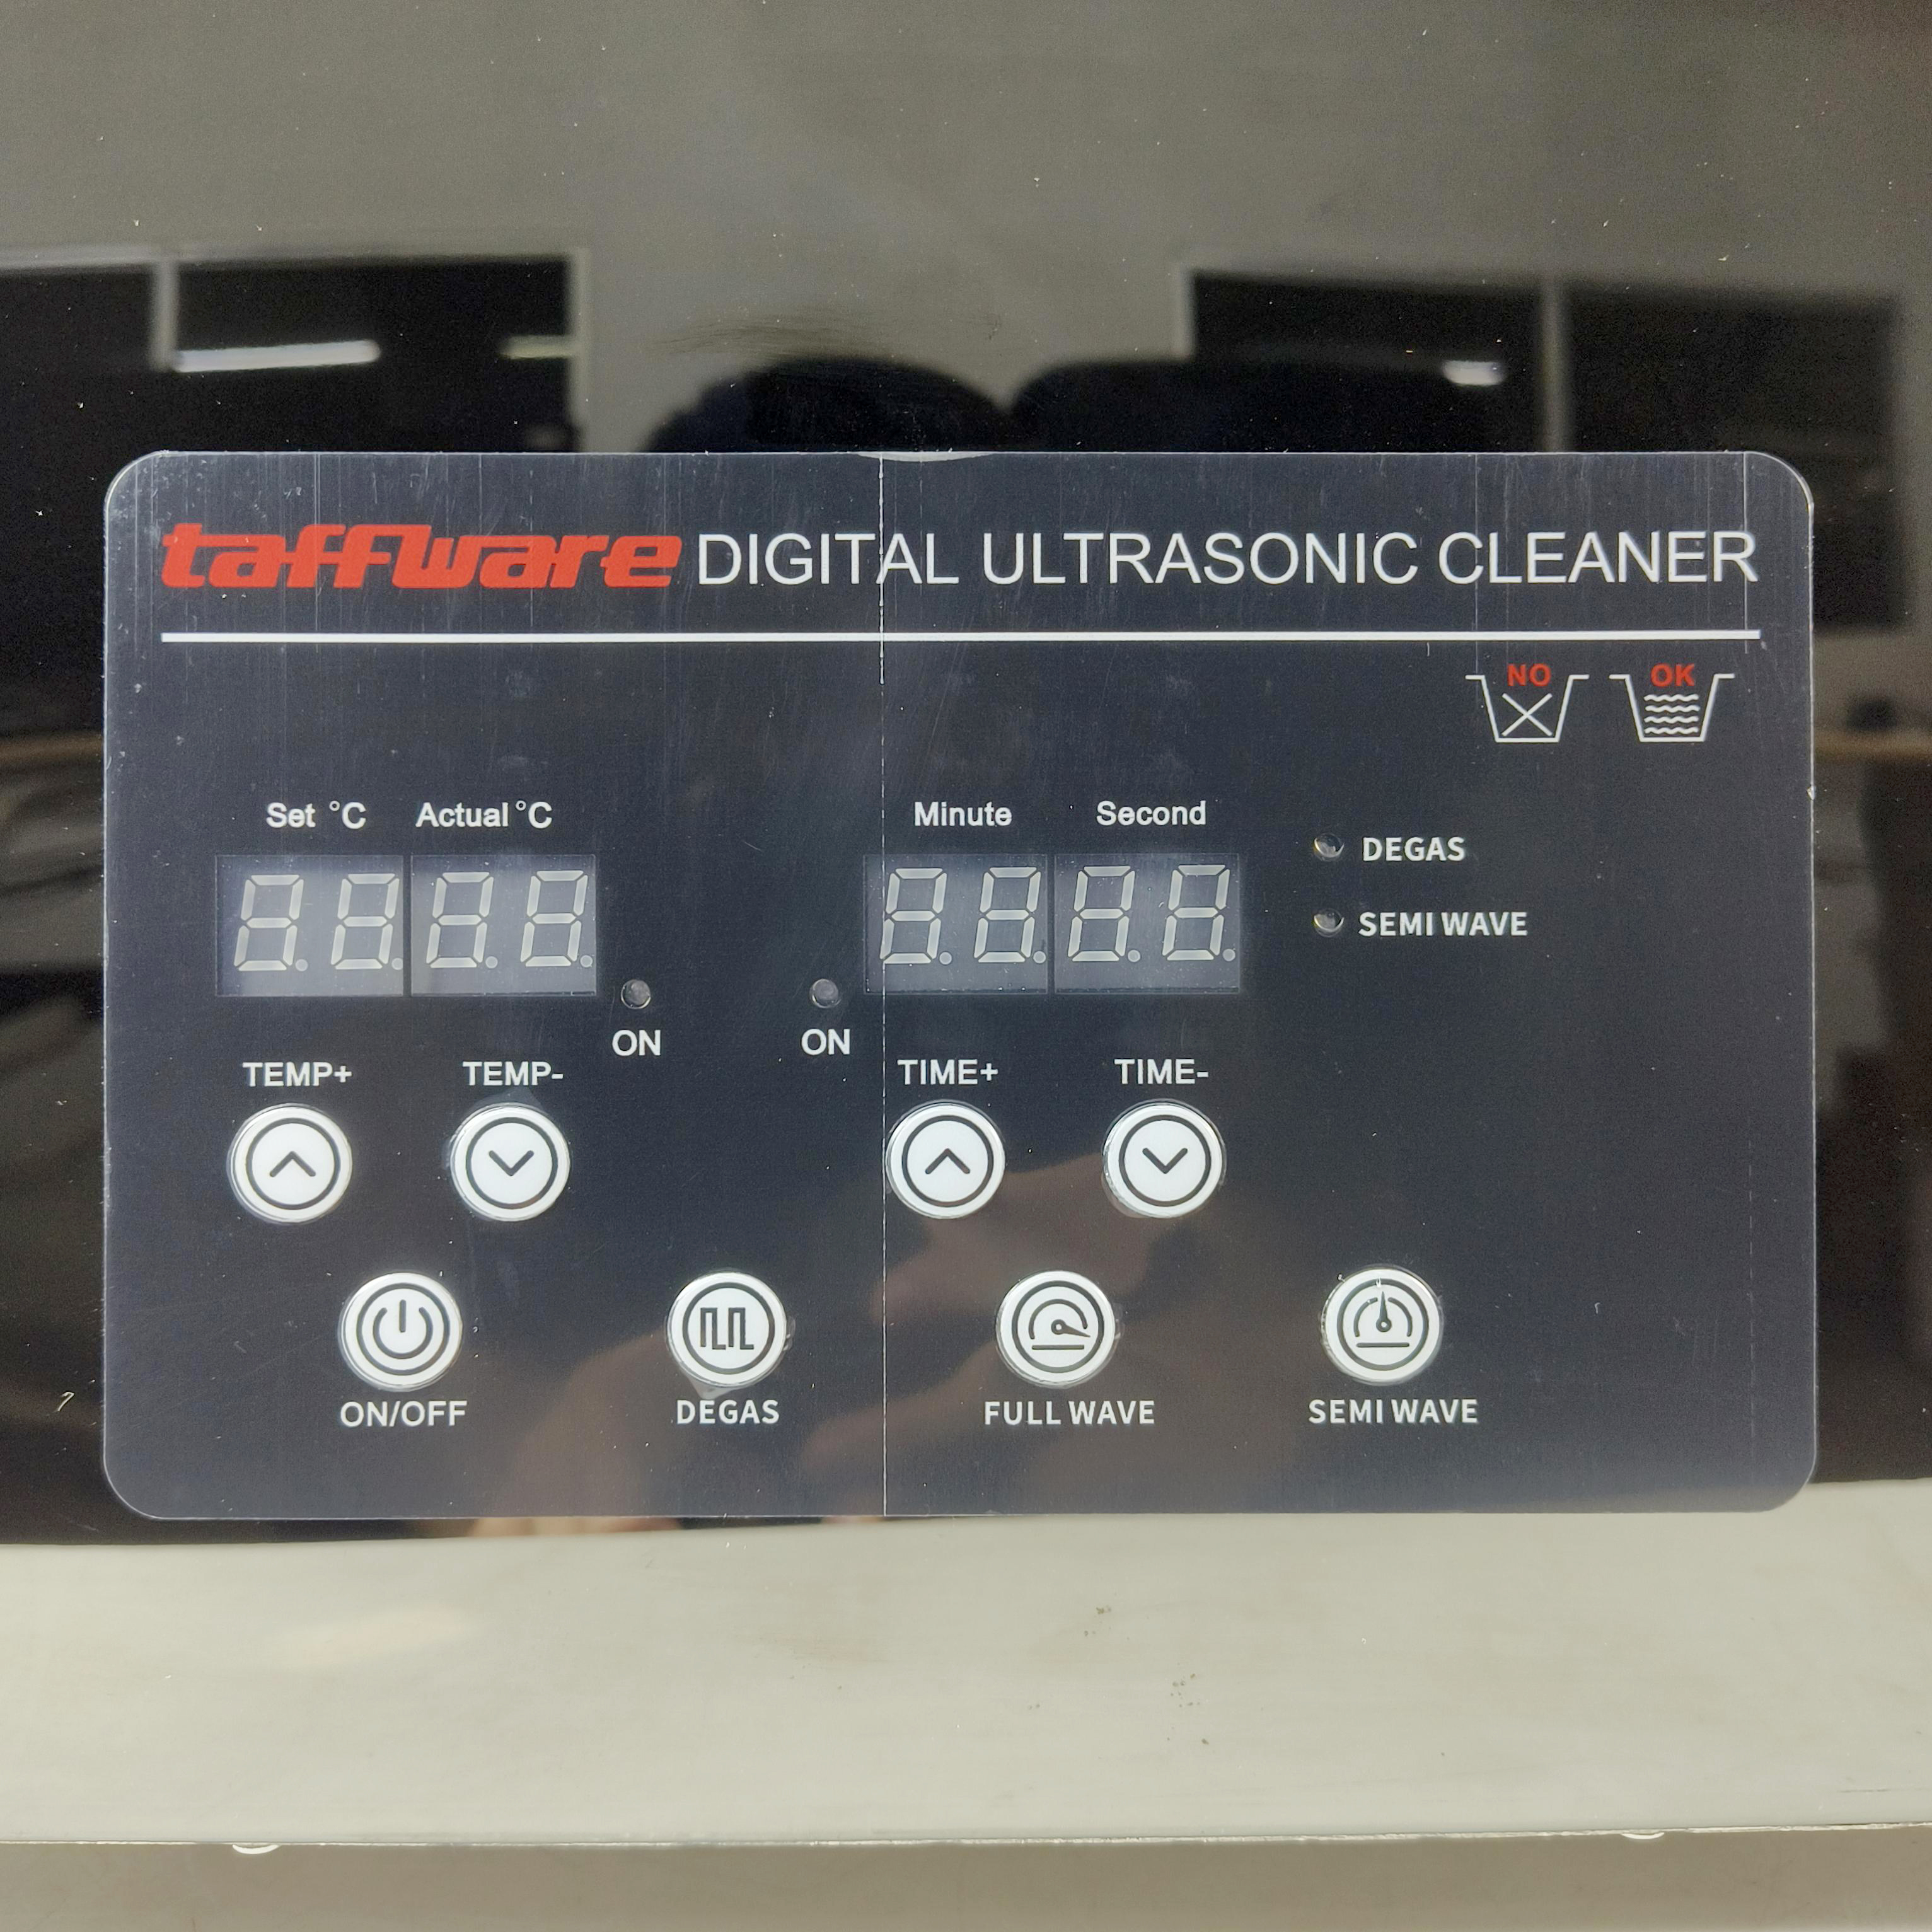 taffware DIGITAL ULTRASONIC CLEANER
NO OK
Set °C Actual °C Minute Second
DEGAS
SEMI WAVE
ON ON
TEMP+ TEMP- TIME+ TIME-
ON/OFF DEGAS FULL WAVE SEMI WAVE